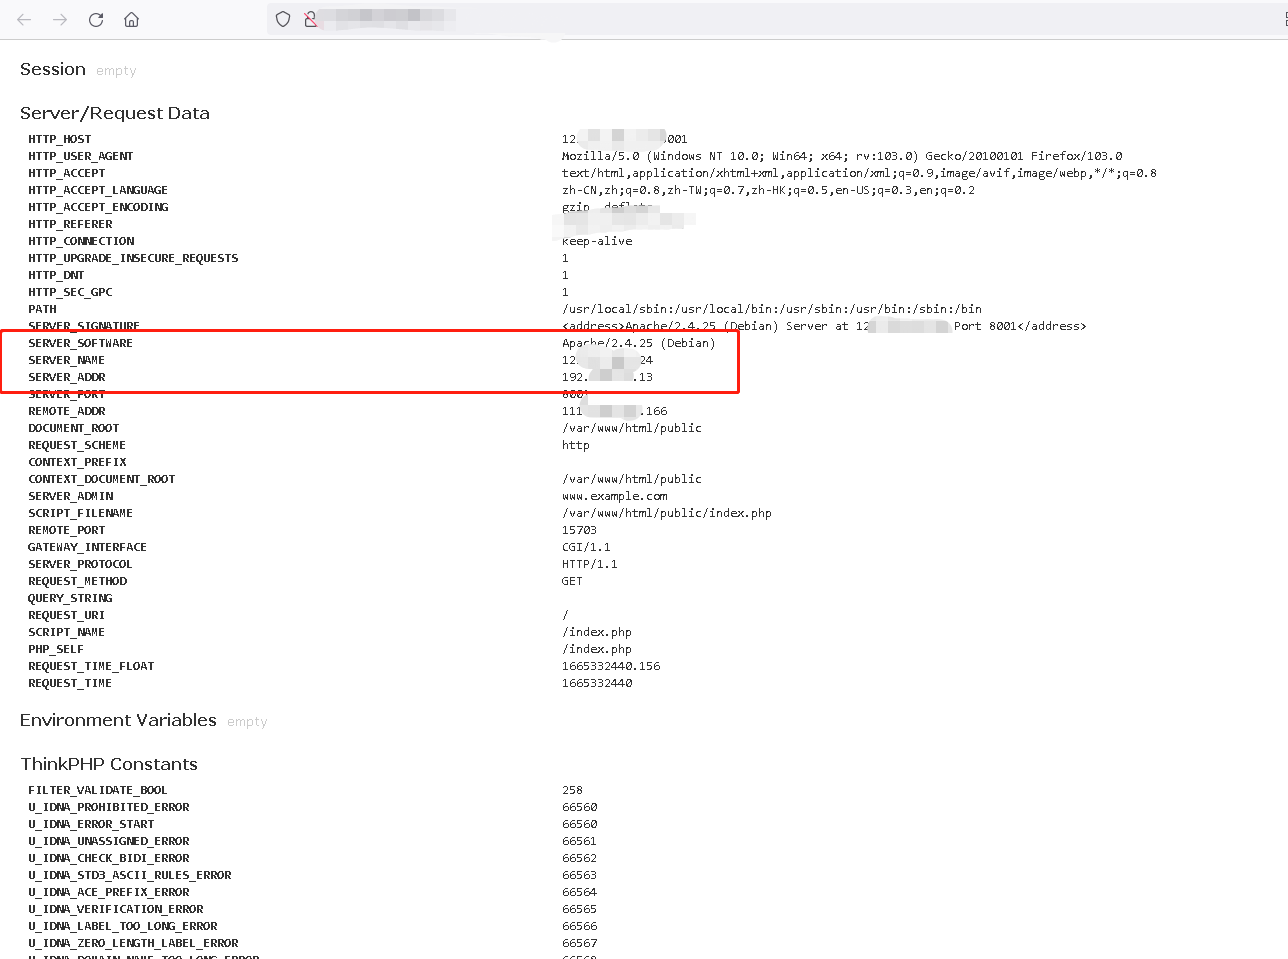 Session empty
Server/Request Data
HTTP_HOST 12 001
HTTP_USER_AGENT Mozilla/5.0 (Windows NT 10.0; Win64; x64; rv:103.0) Gecko/20100101 Firefox/103.0
HTTP_ACCEPT text/html,application/xhtml+xml,application/xml;q=0.9,image/avif,image/webp,*/*;q=0.8
HTTP_ACCEPT_LANGUAGE zh-CN,zh;q=0.8,zh-TW;q=0.7,zh-HK;q=0.5,en-US;q=0.3,en;q=0.2
HTTP_ACCEPT_ENCODING gzip, deflate
HTTP_REFERER
HTTP_CONNECTION keep-alive
HTTP_UPGRADE_INSECURE_REQUESTS 1
HTTP_DNT 1
HTTP_SEC_GPC 1
PATH /usr/local/sbin:/usr/local/bin:/usr/sbin:/usr/bin:/sbin:/bin
SERVER_SIGNATURE <address>Apache/2.4.25 (Debian) Server at 12 Port 8001</address>
SERVER_SOFTWARE Apache/2.4.25 (Debian)
SERVER_NAME 12 24
SERVER_ADDR 192. .13
SERVER_PORT 8001
REMOTE_ADDR 111 .166
DOCUMENT_ROOT /var/www/html/public
REQUEST_SCHEME http
CONTEXT_PREFIX
CONTEXT_DOCUMENT_ROOT /var/www/html/public
SERVER_ADMIN www.example.com
SCRIPT_FILENAME /var/www/html/public/index.php
REMOTE_PORT 15703
GATEWAY_INTERFACE CGI/1.1
SERVER_PROTOCOL HTTP/1.1
REQUEST_METHOD GET
QUERY_STRING
REQUEST_URI /
SCRIPT_NAME /index.php
PHP_SELF /index.php
REQUEST_TIME_FLOAT 1665332440.156
REQUEST_TIME 1665332440
Environment Variables empty
ThinkPHP Constants
FILTER_VALIDATE_BOOL 258
U_IDNA_PROHIBITED_ERROR 66560
U_IDNA_ERROR_START 66560
U_IDNA_UNASSIGNED_ERROR 66561
U_IDNA_CHECK_BIDI_ERROR 66562
U_IDNA_STD3_ASCII_RULES_ERROR 66563
U_IDNA_ACE_PREFIX_ERROR 66564
U_IDNA_VERIFICATION_ERROR 66565
U_IDNA_LABEL_TOO_LONG_ERROR 66566
U_IDNA_ZERO_LENGTH_LABEL_ERROR 66567
U_IDNA_DOMAIN_NAME_TOO_LONG_ERROR 66568